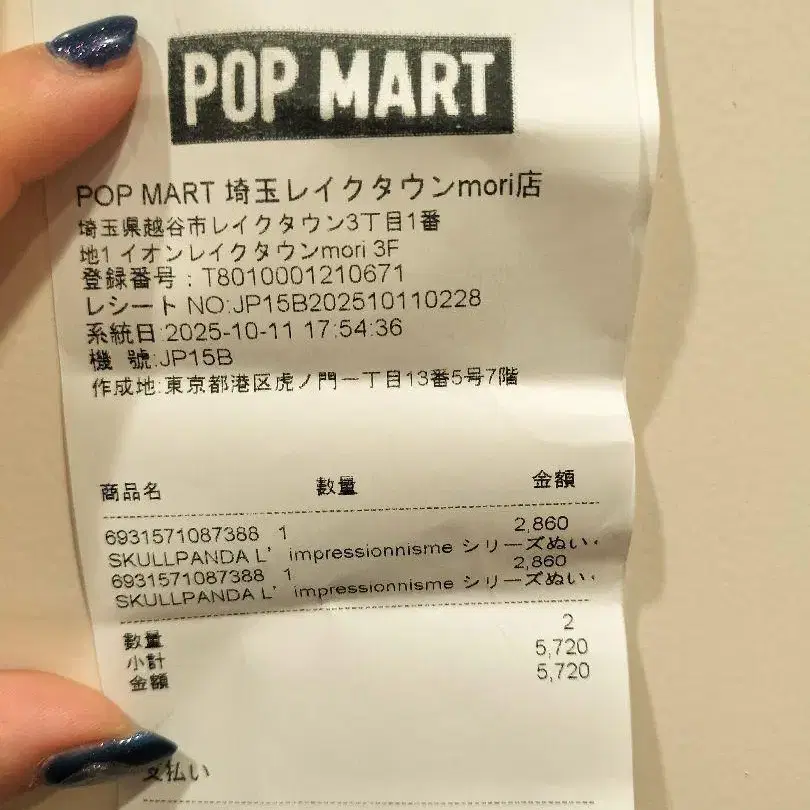 POP MART
POP MART 埼玉レイクタウンmori店
埼玉県越谷市レイクタウン3丁目1番
地1 イオンレイクタウンmori 3F
登録番号：T8010001210671
レシート NO:JP15B202510110228
系統日:2025-10-11 17:54:36
機 號:JP15B
作成地:東京都港区虎ノ門一丁目13番5号7階
商品名 数量 金額
6931571087388 1 2,860
SKULLPANDA L’impressionnisme シリーズぬい
6931571087388 1 2,860
SKULLPANDA L’impressionnisme シリーズぬい
数量 2
小計 5,720
金額 5,720
支払い